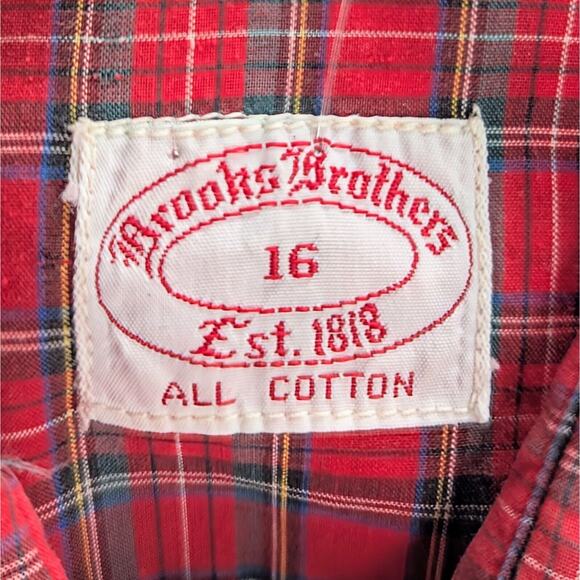 Brooks Brothers
16
Est. 1818
ALL COTTON